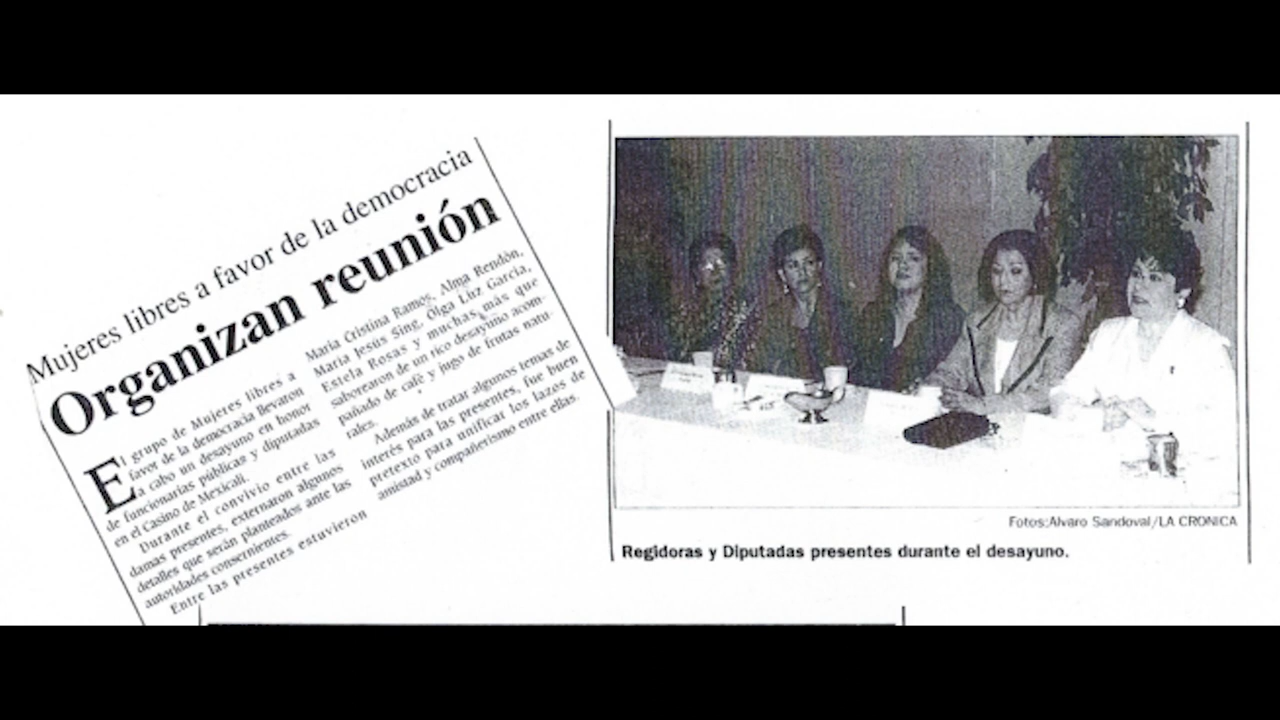 Mujeres libres a favor de la democracia
Organizan reunión
El grupo de Mujeres libres a
favor de la democracia llevaron
a cabo un desayuno en honor
de funcionarias públicas y diputadas
en el Casino de Mexicali.
Durante el convivio entre las
damas presentes, externaron algunos
detalles que serán planteados ante las
autoridades consernientes.
Entre las presentes estuvieron
María Cristina Ramos, Alma Rendón,
María Jesús Sing, Olga Luz García,
Estela Rosas y muchas más que
saborearon de un rico desayuno acom-
pañado de café y jugo de frutas natu-
rales.
Además de tratar algunos temas de
interés para las presentes, fue buen
pretexto para unificar los lazos de
amistad y compañerismo entre ellas.
Fotos:Alvaro Sandoval/LA CRONICA
Regidoras y Diputadas presentes durante el desayuno.